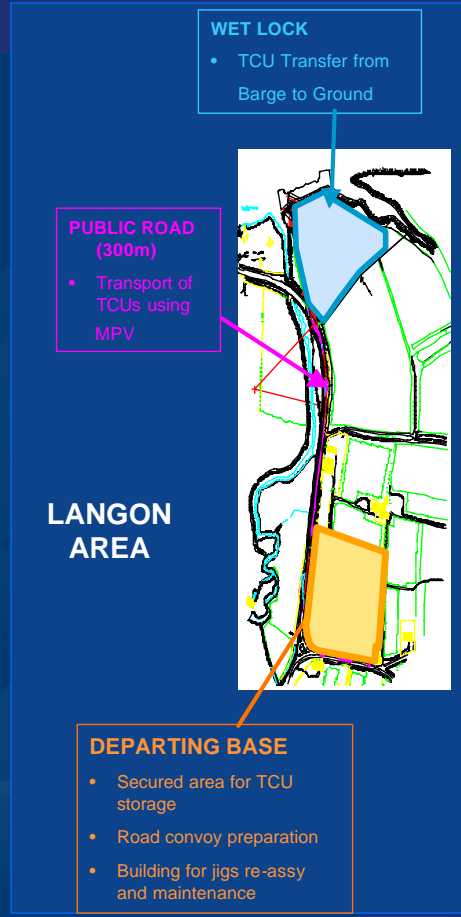 WET LOCK
• TCU Transfer from
Barge to Ground
PUBLIC ROAD
(300m)
• Transport of
TCUs using
MPV
LANGON
AREA
DEPARTING BASE
• Secured area for TCU
storage
• Road convoy preparation
• Building for jigs re-assy
and maintenance